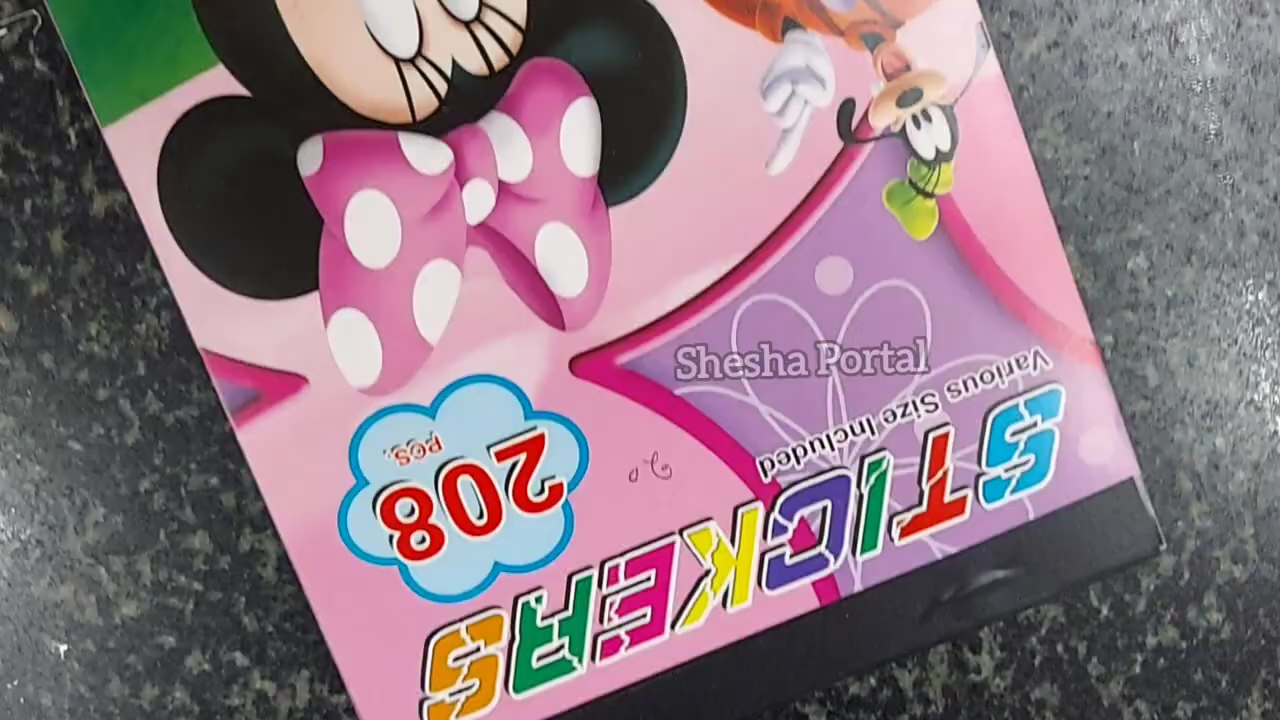 STICKERS
Various Size Included
208
pcs.
Shesha Portal